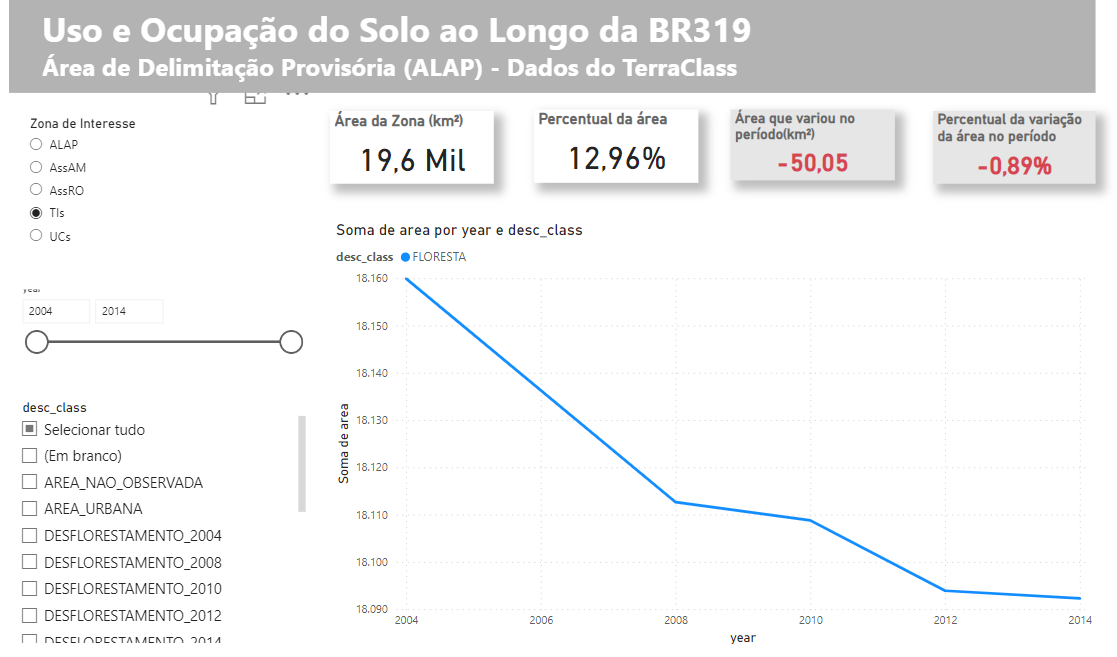 Uso e Ocupação do Solo ao Longo da BR319
Área de Delimitação Provisória (ALAP) - Dados do TerraClass
Zona de Interesse
ALAP
AssAM
AssRO
TIs
UCs
year
2004 2014
desc_class
Selecionar tudo
(Em branco)
AREA_NAO_OBSERVADA
AREA_URBANA
DESFLORESTAMENTO_2004
DESFLORESTAMENTO_2008
DESFLORESTAMENTO_2010
DESFLORESTAMENTO_2012
DESFLORESTAMENTO_2014
Área da Zona (km²)
19,6 Mil
Percentual da área
12,96%
Área que variou no
período(km²)
-50,05
Percentual da variação
da área no período
-0,89%
Soma de area por year e desc_class
desc_class FLORESTA
Soma de area
18.160
18.150
18.140
18.130
18.120
18.110
18.100
18.090
2004 2006 2008 2010 2012 2014
year